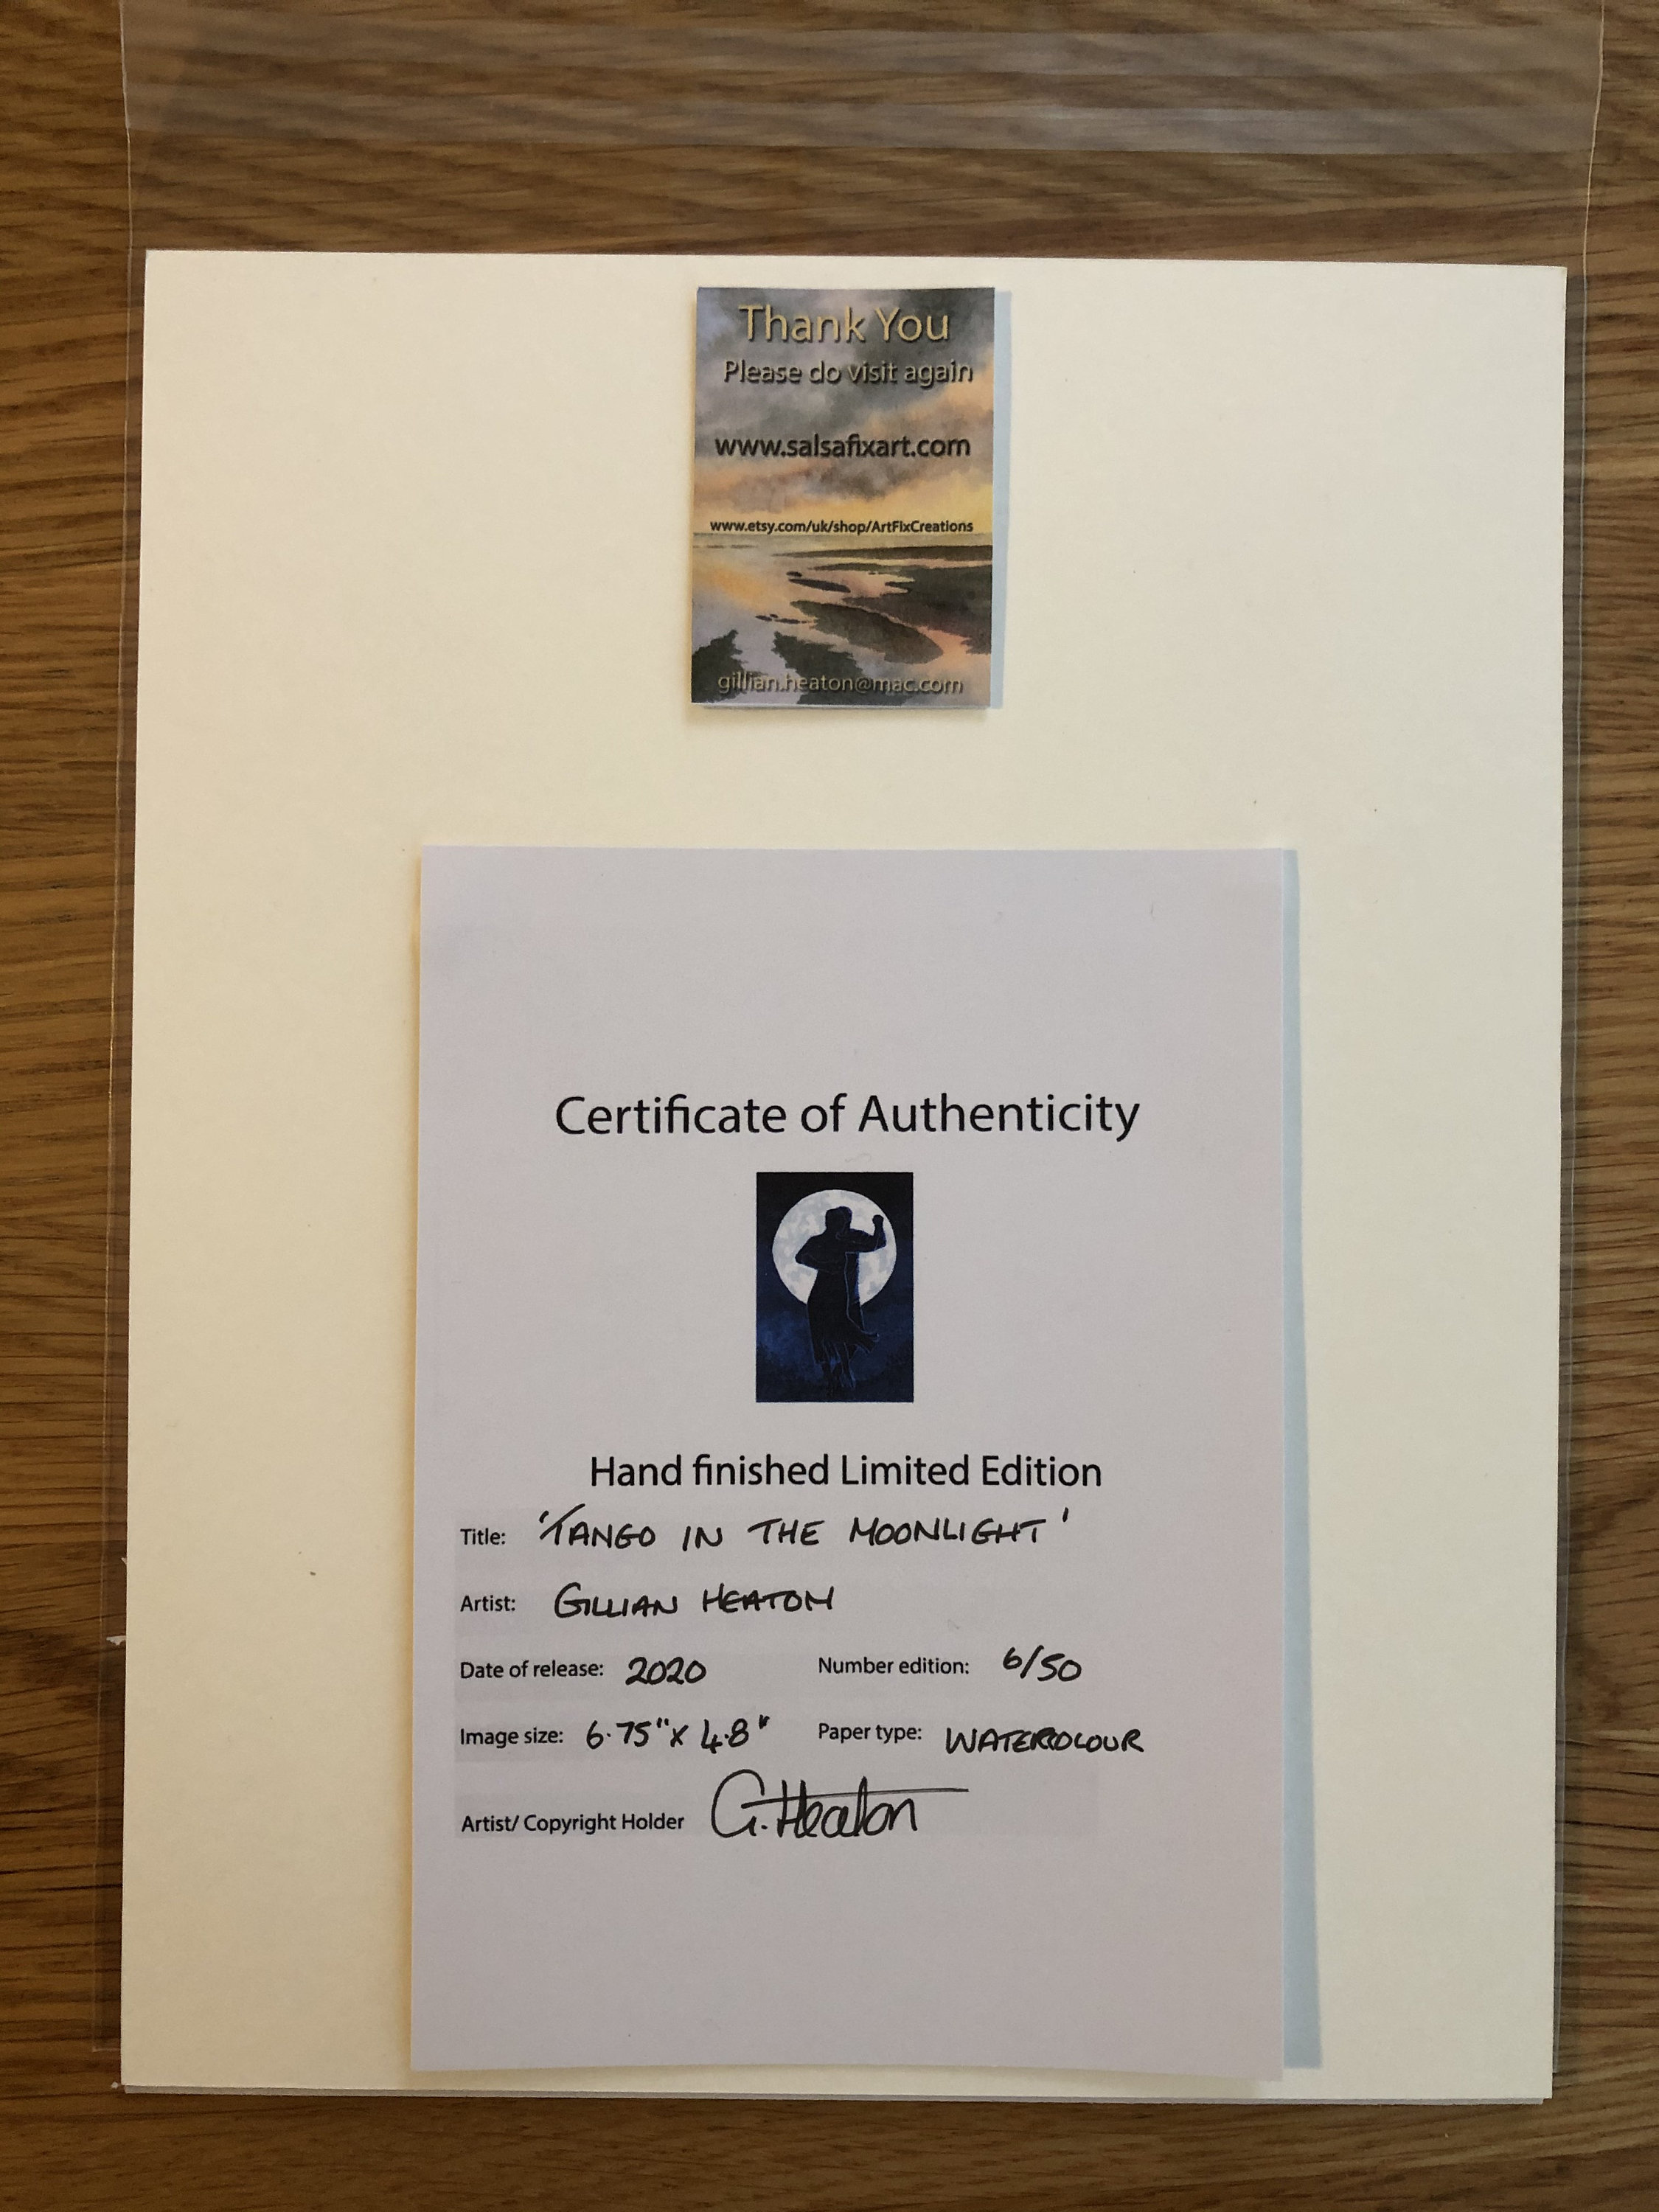 Thank You
Please do visit again
www.salsafixart.com
www.etsy.com/uk/shop/ArtFixCreations
gillian.heaton@mac.com
Certificate of Authenticity
Hand finished Limited Edition
Title: 'TANGO IN THE MOONLIGHT'
Artist: GILLIAN HEATON
Date of release: 2020 Number edition: 6/50
Image size: 6.75" x 4.8" Paper type: WATERCOLOUR
Artist/ Copyright Holder G. Heaton